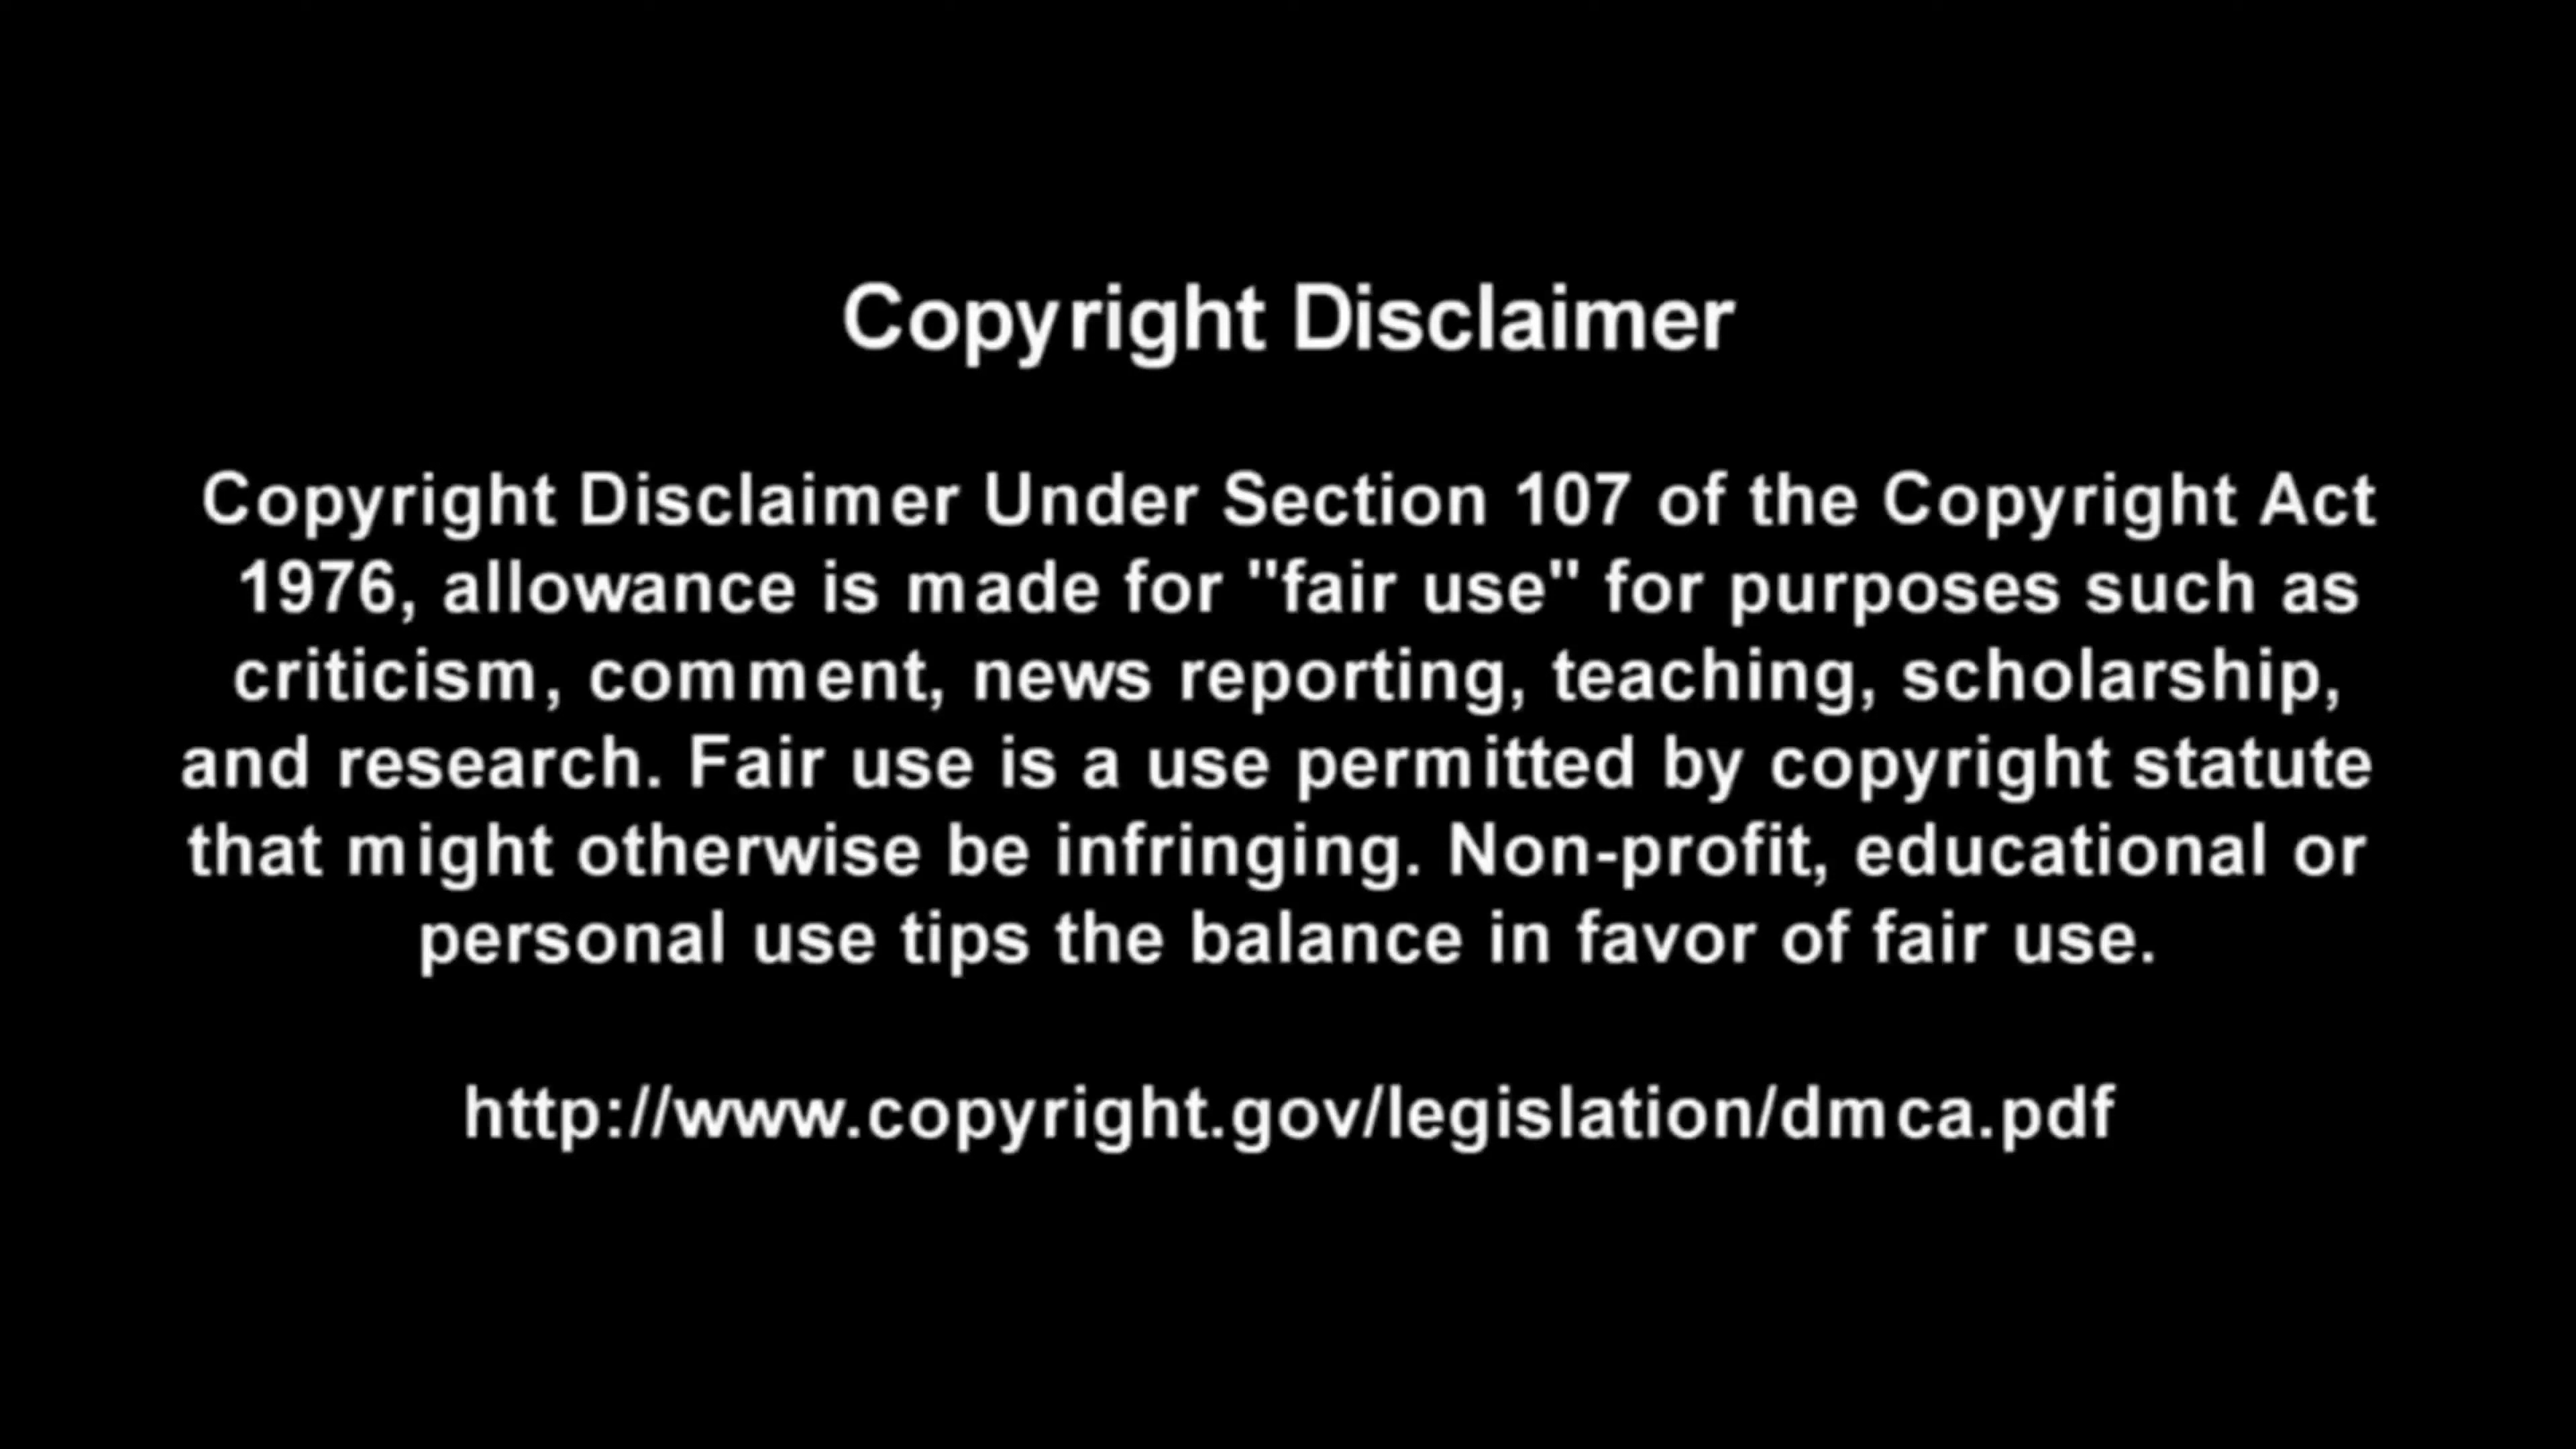 Copyright Disclaimer
Copyright Disclaimer Under Section 107 of the Copyright Act
1976, allowance is made for "fair use" for purposes such as
criticism, comment, news reporting, teaching, scholarship,
and research. Fair use is a use permitted by copyright statute
that might otherwise be infringing. Non-profit, educational or
personal use tips the balance in favor of fair use.
http://www.copyright.gov/legislation/dmca.pdf